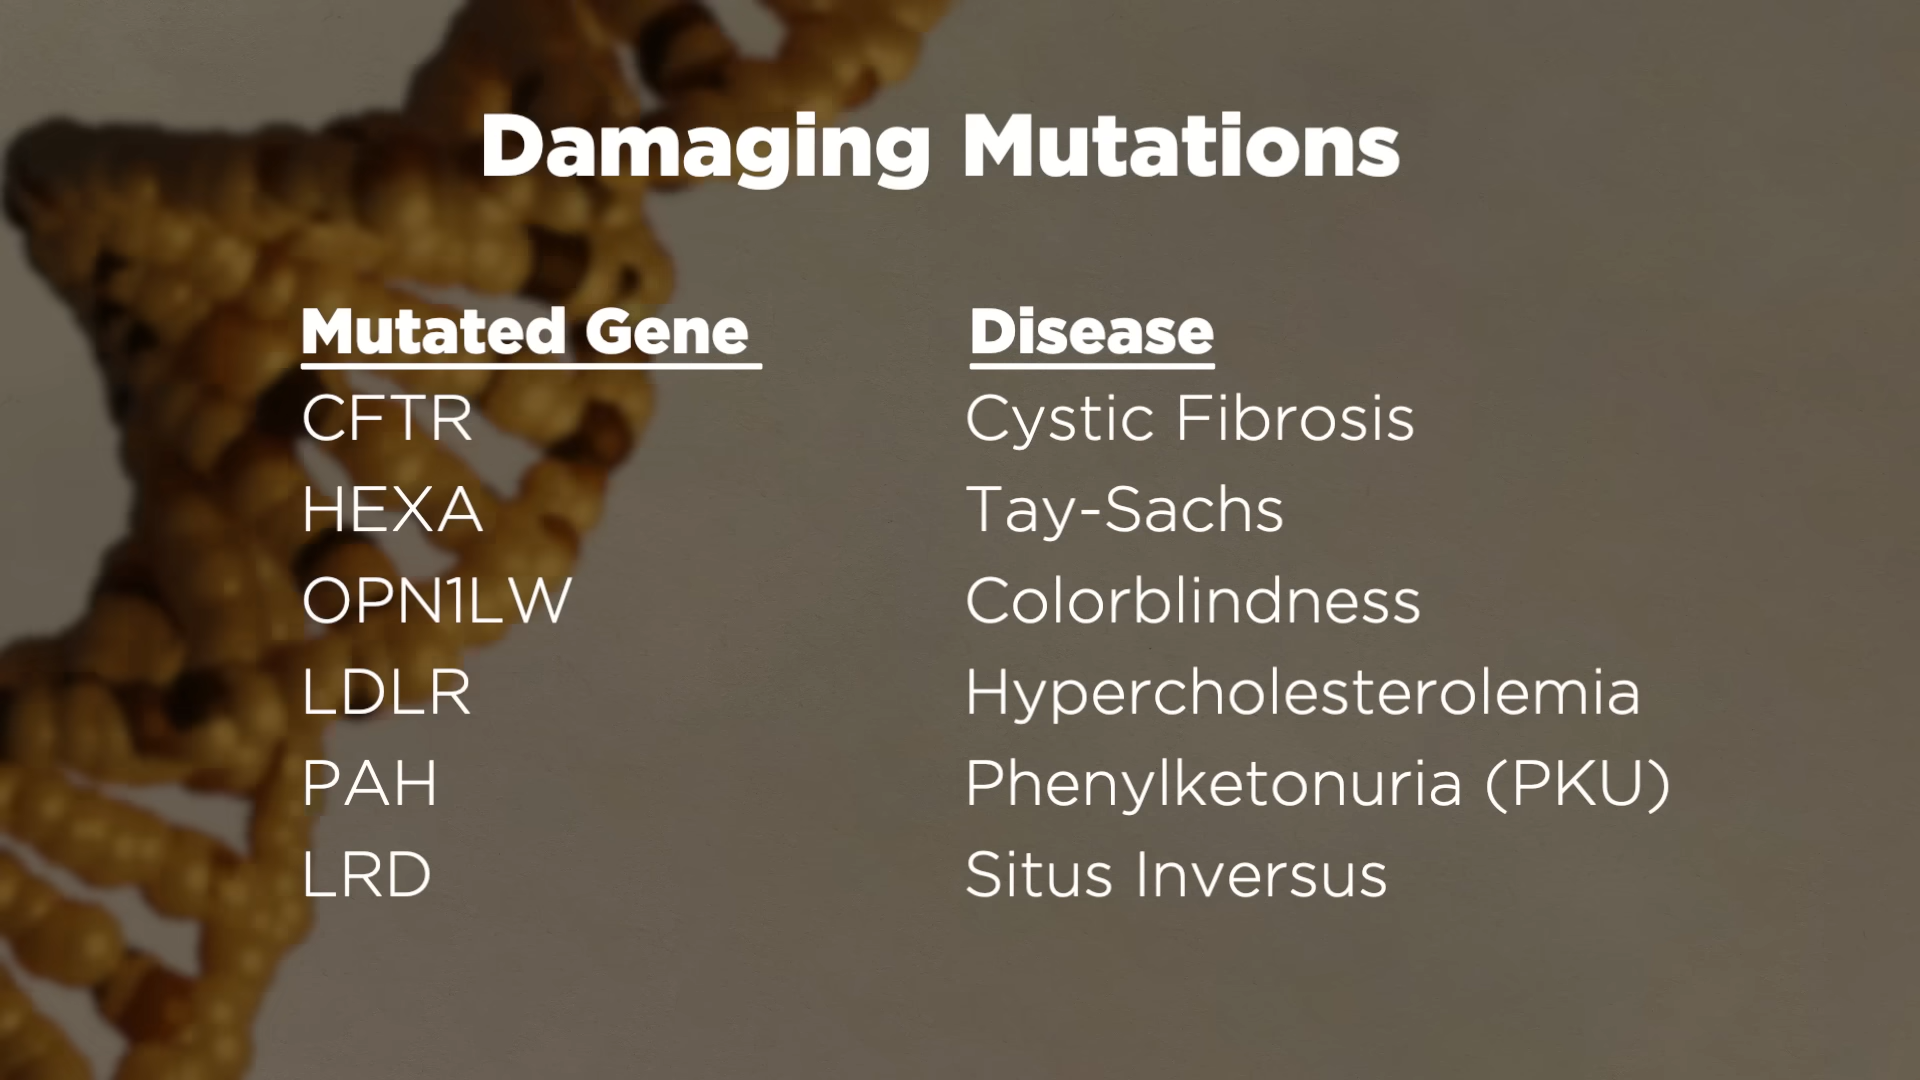 Damaging Mutations
Mutated Gene Disease
CFTR Cystic Fibrosis
HEXA Tay-Sachs
OPN1LW Colorblindness
LDLR Hypercholesterolemia
PAH Phenylketonuria (PKU)
LRD Situs Inversus